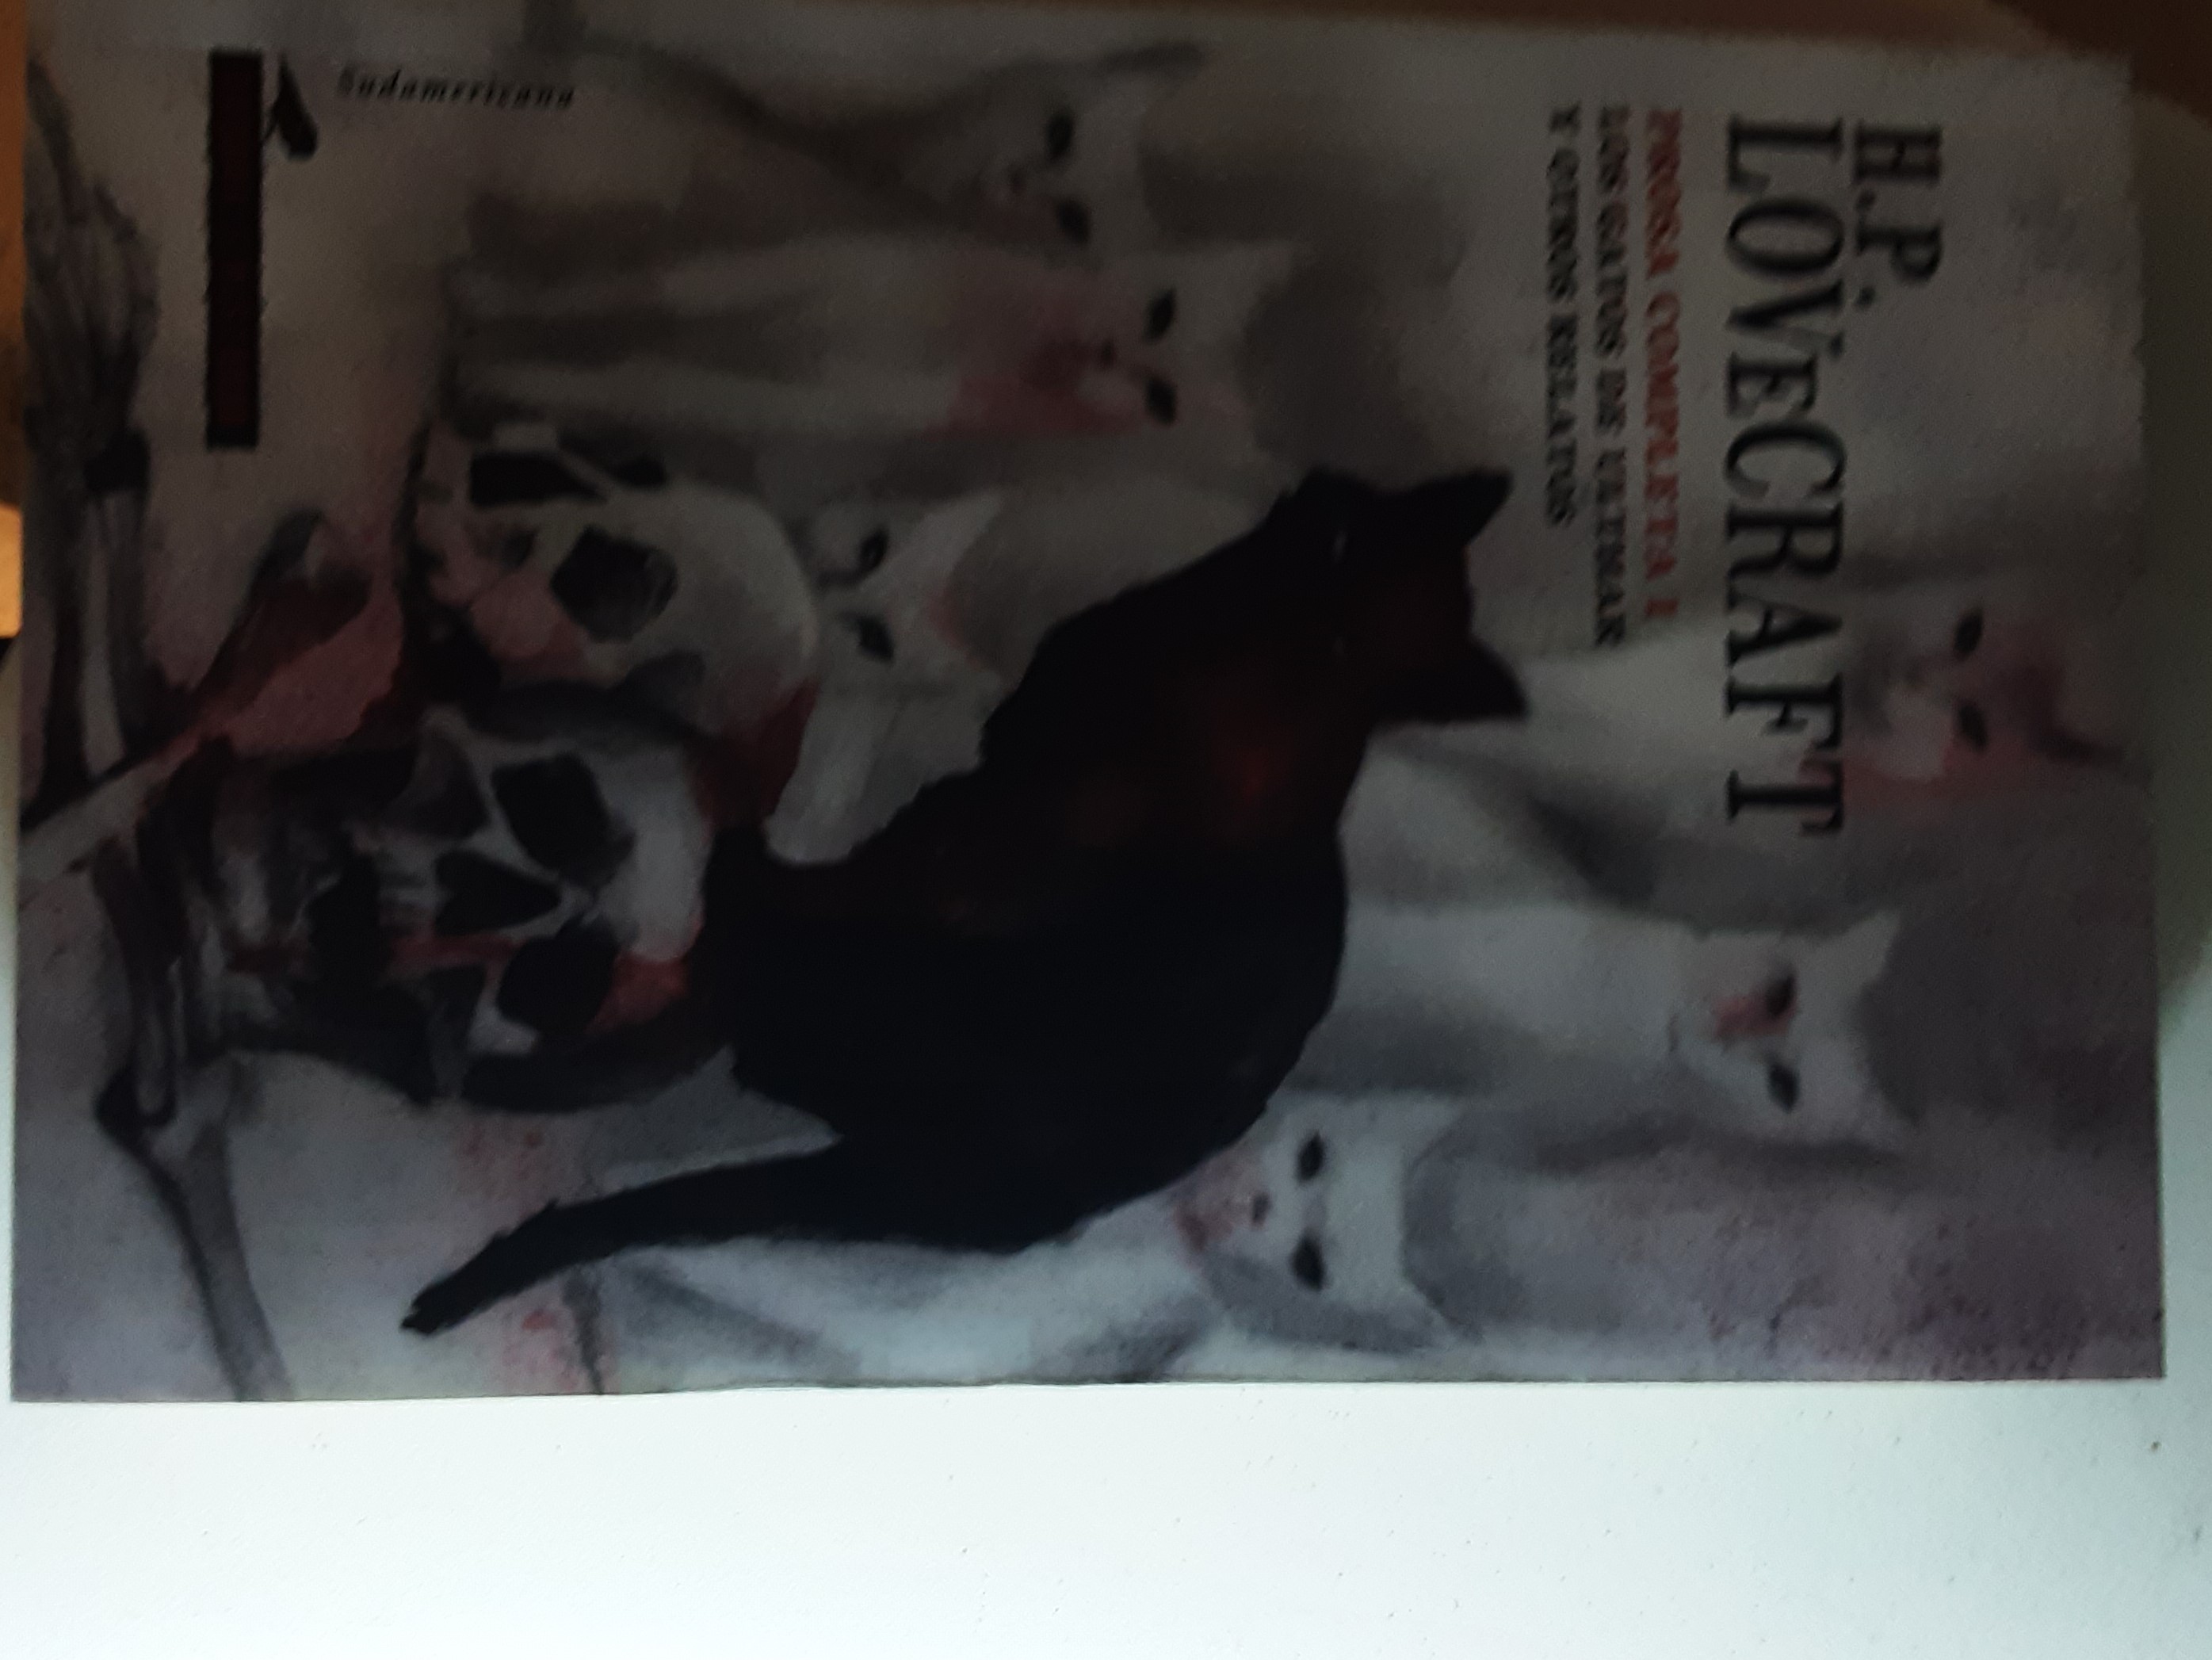 H.P.
LOVECRAFT
PROSA COMPLETA I
LOS GATOS DE ULTHAR
Y OTROS RELATOS
Sudamericana